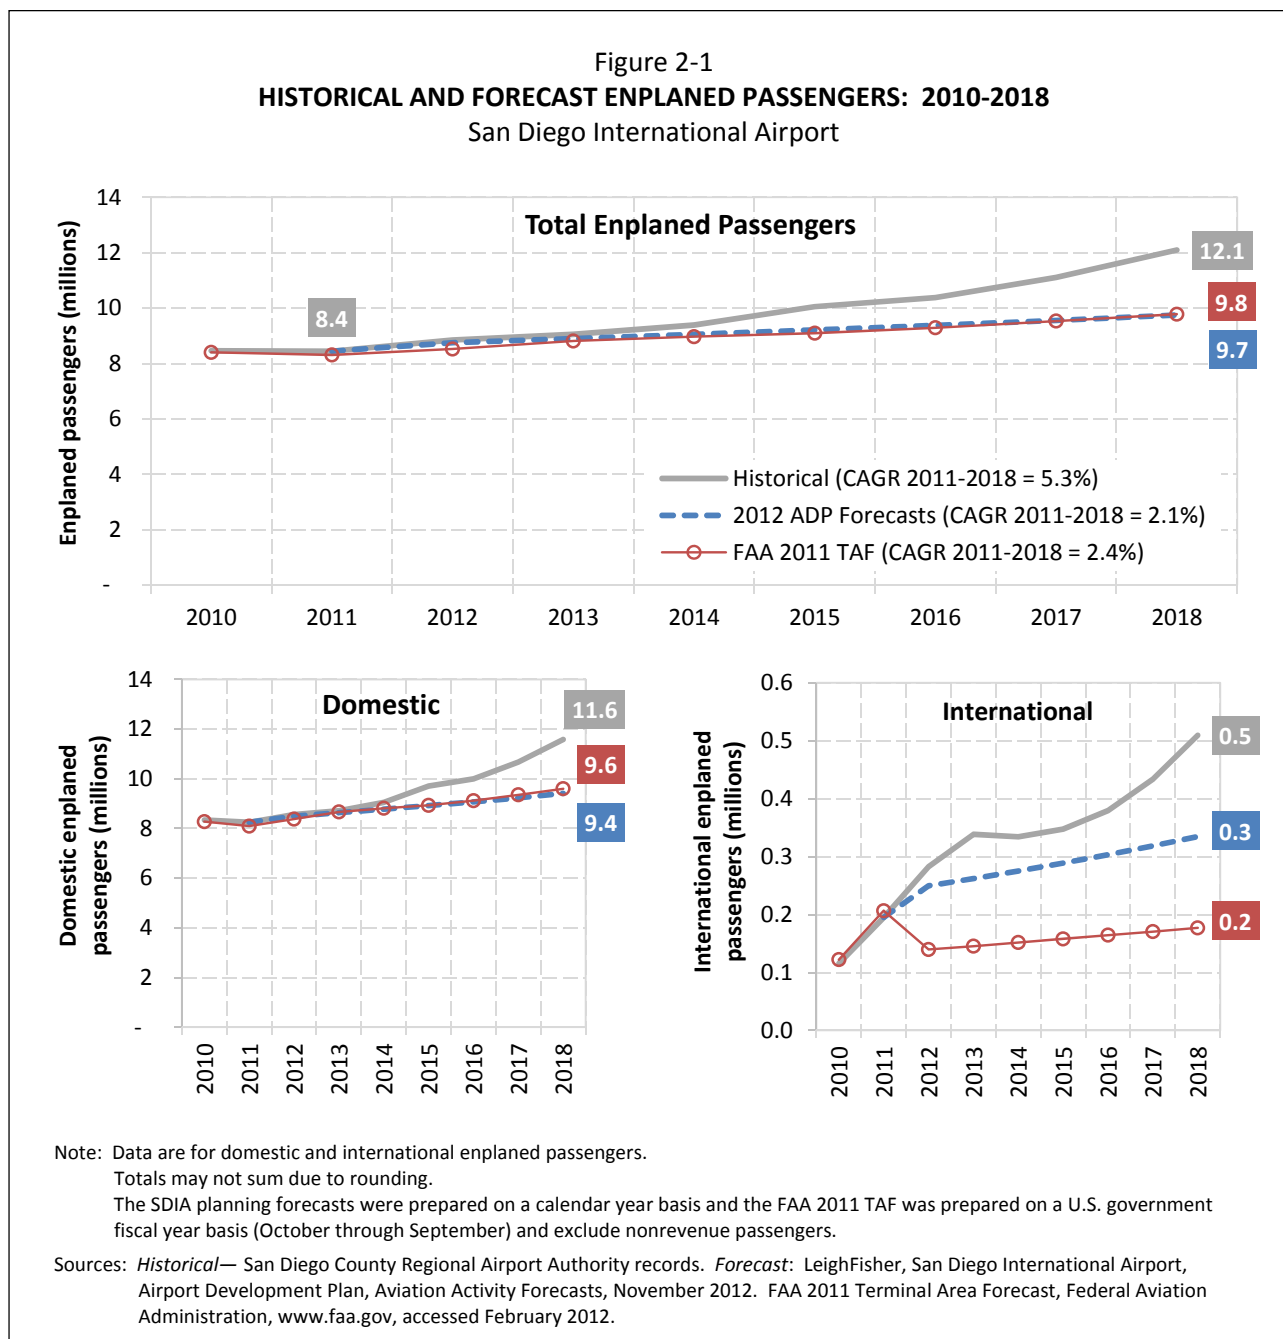 Figure 2-1
HISTORICAL AND FORECAST ENPLANED PASSENGERS: 2010-2018
San Diego International Airport
Total Enplaned Passengers
Enplaned passengers (millions)
14
12
10
8
6
4
2
-
8.4
12.1
9.8
9.7
Historical (CAGR 2011-2018 = 5.3%)
2012 ADP Forecasts (CAGR 2011-2018 = 2.1%)
FAA 2011 TAF (CAGR 2011-2018 = 2.4%)
2010 2011 2012 2013 2014 2015 2016 2017 2018
Domestic
Domestic enplaned
passengers (millions)
14
12
10
8
6
4
2
-
11.6
9.6
9.4
2010 2011 2012 2013 2014 2015 2016 2017 2018
International
International enplaned
passengers (millions)
0.6
0.5
0.4
0.3
0.2
0.1
0.0
0.5
0.3
0.2
2010 2011 2012 2013 2014 2015 2016 2017 2018
Note: Data are for domestic and international enplaned passengers.
Totals may not sum due to rounding.
The SDIA planning forecasts were prepared on a calendar year basis and the FAA 2011 TAF was prepared on a U.S. government
fiscal year basis (October through September) and exclude nonrevenue passengers.
Sources: Historical— San Diego County Regional Airport Authority records. Forecast: LeighFisher, San Diego International Airport,
Airport Development Plan, Aviation Activity Forecasts, November 2012. FAA 2011 Terminal Area Forecast, Federal Aviation
Administration, www.faa.gov, accessed February 2012.